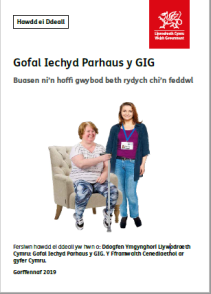 Hawdd ei Ddeall
Llywodraeth Cymru
Welsh Government
Gofal Iechyd Parhaus y GIG
Buasen ni'n hoffi gwybod beth rydych chi'n feddwl
Fersiwn hawdd ei ddeall yw hwn o: Ddogfen Ymgynghori Llywodraeth
Cymru Gofal Iechyd Parhaus y GIG. Y Fframwaith Cenedlaethol ar
gyfer Cymru.
Gorffennaf 2019